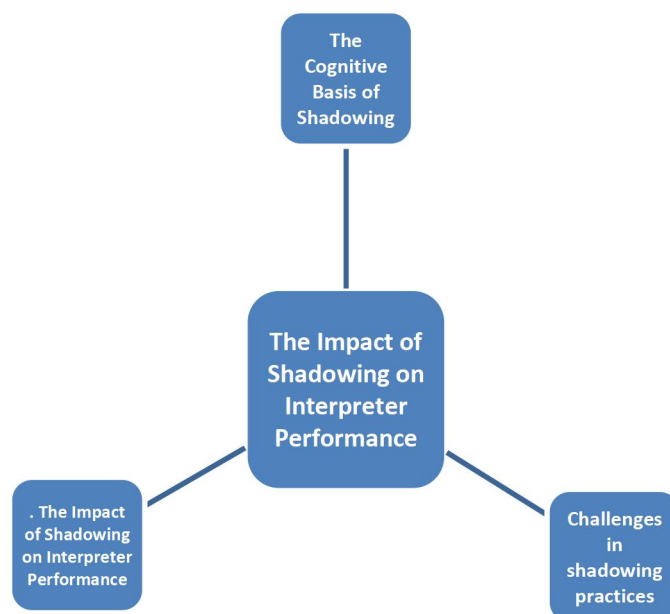 The
Cognitive
Basis of
Shadowing
The Impact of
Shadowing on
Interpreter
Performance
. The Impact
of Shadowing
on Interpreter
Performance
Challenges
in
shadowing
practices